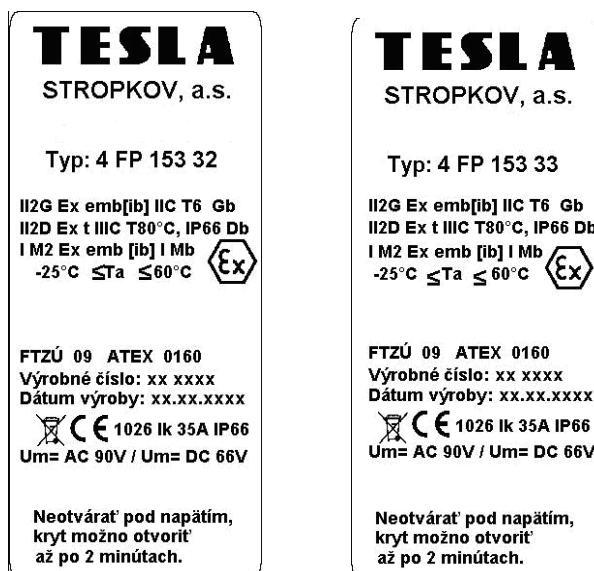 TESLA
STROPKOV, a.s.
Typ: 4 FP 153 32
II2G Ex emb[ib] IIC T6 Gb
II2D Ex t IIIC T80°C, IP66 Db
I M2 Ex emb [ib] I Mb
-25°C ≤Ta ≤60°C
Ex
FTZÚ 09 ATEX 0160
Výrobné číslo: xx xxxx
Dátum výroby: xx.xx.xxxx
CE 1026 Ik 35A IP66
Um= AC 90V / Um= DC 66V
Neotvárať pod napätím,
kryt možno otvoriť
až po 2 minútach.
TESLA
STROPKOV, a.s.
Typ: 4 FP 153 33
II2G Ex emb[ib] IIC T6 Gb
II2D Ex t IIIC T80°C, IP66 Db
I M2 Ex emb [ib] I Mb
-25°C ≤Ta ≤ 60°C
Ex
FTZÚ 09 ATEX 0160
Výrobné číslo: xx xxxx
Dátum výroby: xx.xx.xxxx
CE 1026 Ik 35A IP66
Um= AC 90V / Um= DC 66V
Neotvárať pod napätím,
kryt možno otvoriť
až po 2 minútach.